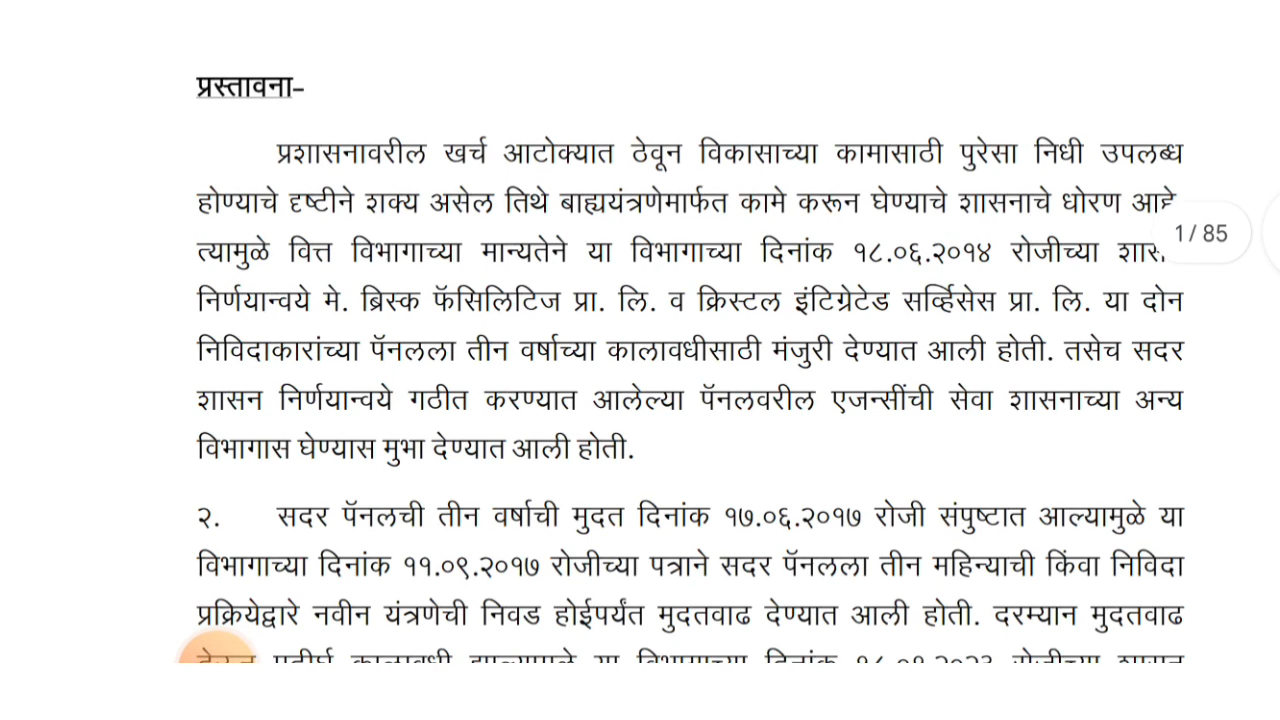 प्रस्तावना-
प्रशासनावरील खर्च आटोक्यात ठेवून विकासाच्या कामासाठी पुरेसा निधी उपलब्ध
होण्याचे दृष्टीने शक्य असेल तिथे बाह्ययंत्रणेमार्फत कामे करून घेण्याचे शासनाचे धोरण आहे
1 / 85
त्यामुळे वित्त विभागाच्या मान्यतेने या विभागाच्या दिनांक १८.०६.२०१४ रोजीच्या
निर्णयान्वये मे. ब्रिस्क फॅसिलिटिज प्रा. लि. व क्रिस्टल इंटिग्रेटेड सर्व्हिसेस प्रा. लि. या दोन
निविदाकारांच्या पॅनलला तीन वर्षाच्या कालावधीसाठी मंजुरी देण्यात आली होती. तसेच सदर
शासन निर्णयान्वये गठीत करण्यात आलेल्या पॅनलवरील एजन्सींची सेवा शासनाच्या अन्य
विभागास घेण्यास मुभा देण्यात आली होती.
२. सदर पॅनलची तीन वर्षाची मुदत दिनांक १७.०६.२०१७ रोजी संपुष्टात आल्यामुळे या
विभागाच्या दिनांक ११.०९.२०१७ रोजीच्या पत्राने सदर पॅनलला तीन महिन्याची किंवा निविदा
प्रक्रियेद्वारे नवीन यंत्रणेची निवड होईपर्यंत मुदतवाढ देण्यात आली होती. दरम्यान मुदतवाढ